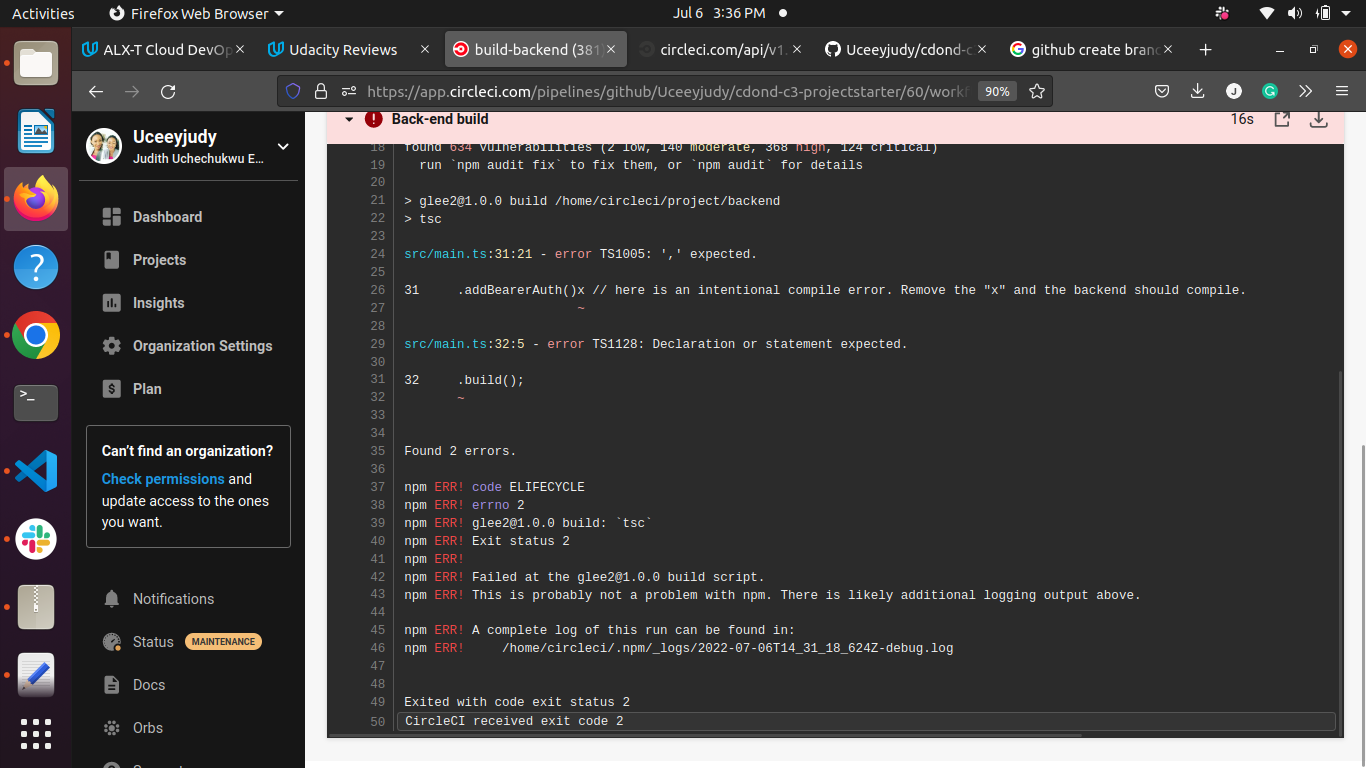 Activities
Firefox Web Browser
Jul 6 3:36 PM
ALX-T Cloud DevOp
Udacity Reviews
build-backend (381)
circleci.com/api/v1.
Uceeyjudy/cdond-c
github create branc
https://app.circleci.com/pipelines/github/Uceeyjudy/cdond-c3-projectstarter/60/workf
90%
J
G
Uceeyjudy
Judith Uchechukwu E...
Dashboard
Projects
Insights
Organization Settings
Plan
Can't find an organization?
Check permissions and
update access to the ones
you want.
Notifications
Status MAINTENANCE
Docs
Orbs
Back-end build
16s
18 found 634 vulnerabilities (2 low, 140 moderate, 368 high, 124 critical)
19 run `npm audit fix` to fix them, or `npm audit` for details
20
21 > glee2@1.0.0 build /home/circleci/project/backend
22 > tsc
23
24 src/main.ts:31:21 - error TS1005: ',' expected.
25
26 31 .addBearerAuth()x // here is an intentional compile error. Remove the "x" and the backend should compile.
27 ~
28
29 src/main.ts:32:5 - error TS1128: Declaration or statement expected.
30
31 32 .build();
32 ~
33
34
35 Found 2 errors.
36
37 npm ERR! code ELIFECYCLE
38 npm ERR! errno 2
39 npm ERR! glee2@1.0.0 build: `tsc`
40 npm ERR! Exit status 2
41 npm ERR!
42 npm ERR! Failed at the glee2@1.0.0 build script.
43 npm ERR! This is probably not a problem with npm. There is likely additional logging output above.
44
45 npm ERR! A complete log of this run can be found in:
46 npm ERR! /home/circleci/.npm/_logs/2022-07-06T14_31_18_624Z-debug.log
47
48
49 Exited with code exit status 2
50 CircleCI received exit code 2